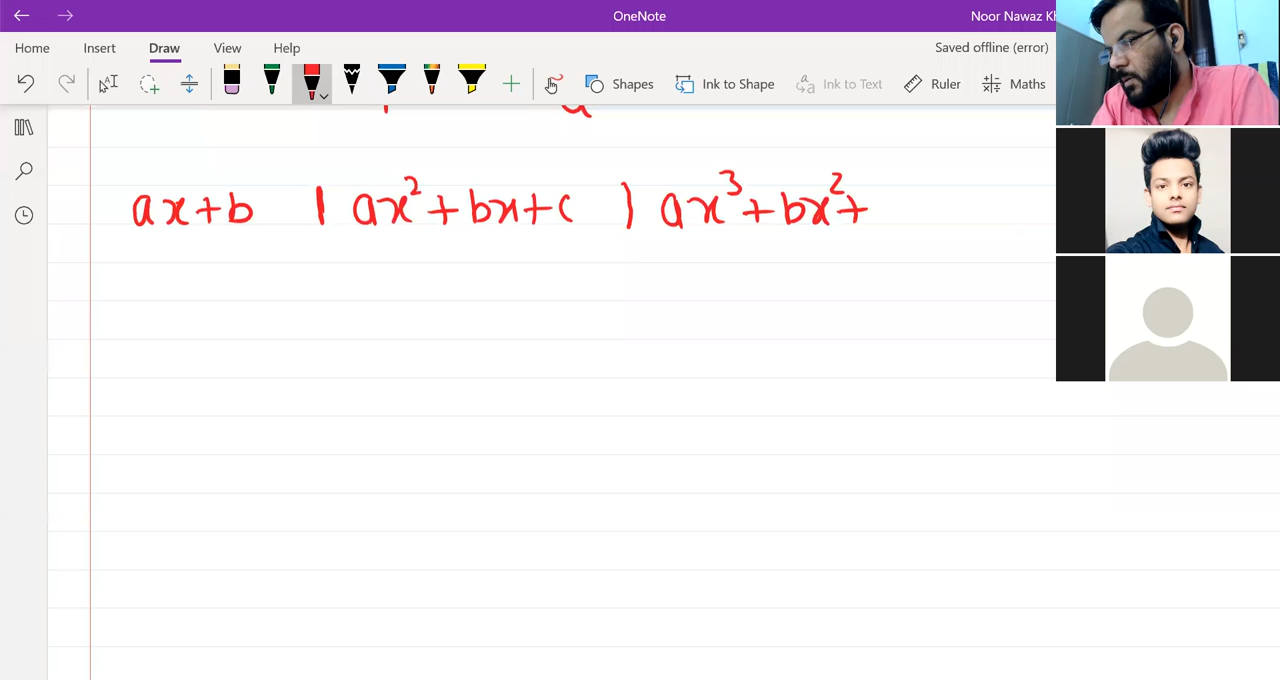 OneNote
Noor Nawaz
Home Insert Draw View Help
Saved offline (error)
Shapes Ink to Shape Ink to Text Ruler Maths
ax+b | ax²+bx+c | ax³+bx²+